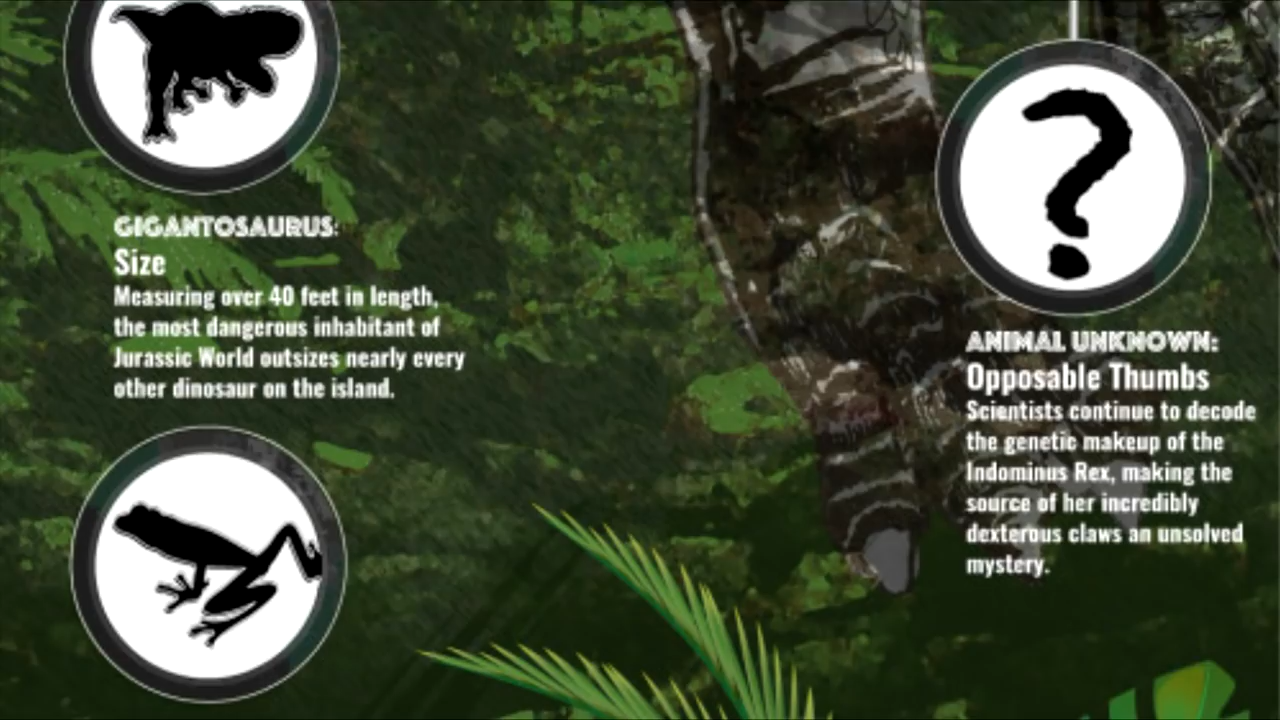 GIGANTOSAURUS:
Size
Measuring over 40 feet in length,
the most dangerous inhabitant of
Jurassic World outsizes nearly every
other dinosaur on the island.
ANIMAL UNKNOWN:
Opposable Thumbs
Scientists continue to decode
the genetic makeup of the
Indominus Rex, making the
source of her incredibly
dexterous claws an unsolved
mystery.